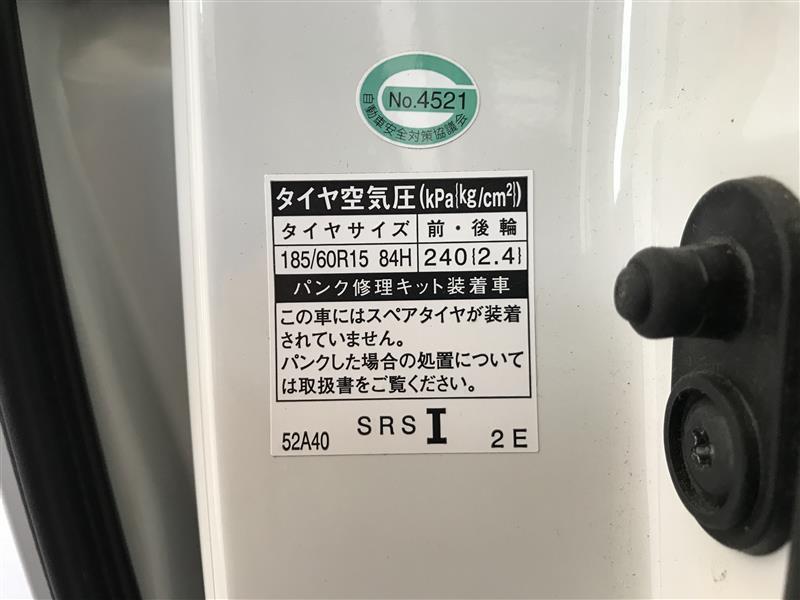 No.4521
自動車安全対策協議会
タイヤ空気圧(kPa{kg/cm²})
タイヤサイズ 前・後輪
185/60R15 84H 240{2.4}
パンク修理キット装着車
この車にはスペアタイヤが装着
されていません。
パンクした場合の処置について
は取扱書をご覧ください。
52A40 SRS I 2E